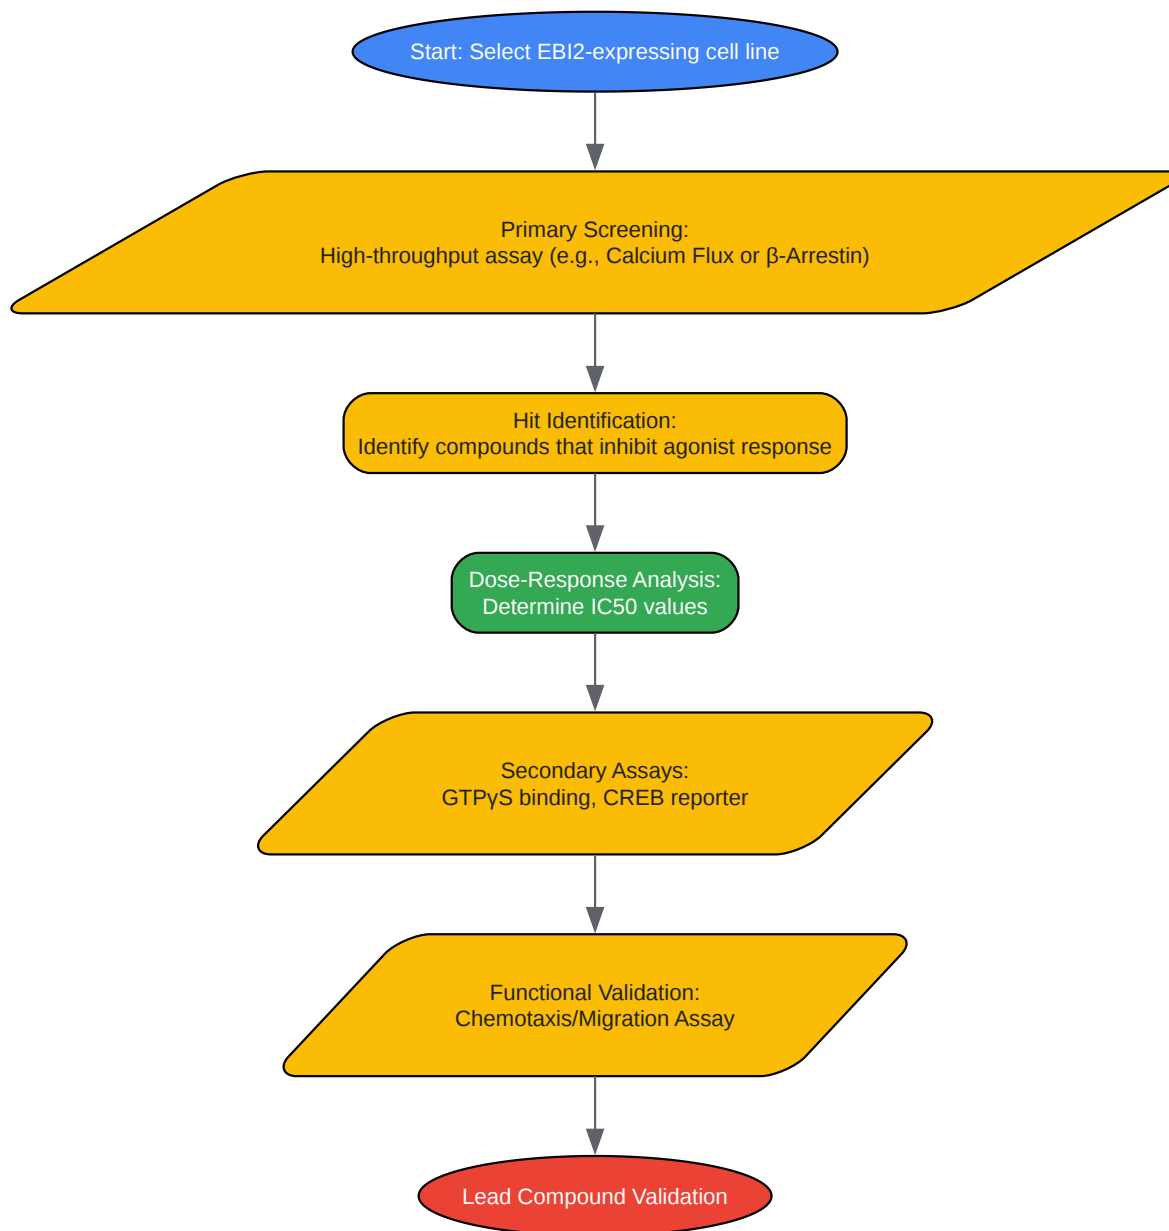 Start: Select EBI2-expressing cell line
Primary Screening:
High-throughput assay (e.g., Calcium Flux or β-Arrestin)
Hit Identification:
Identify compounds that inhibit agonist response
Dose-Response Analysis:
Determine IC50 values
Secondary Assays:
GTPγS binding, CREB reporter
Functional Validation:
Chemotaxis/Migration Assay
Lead Compound Validation